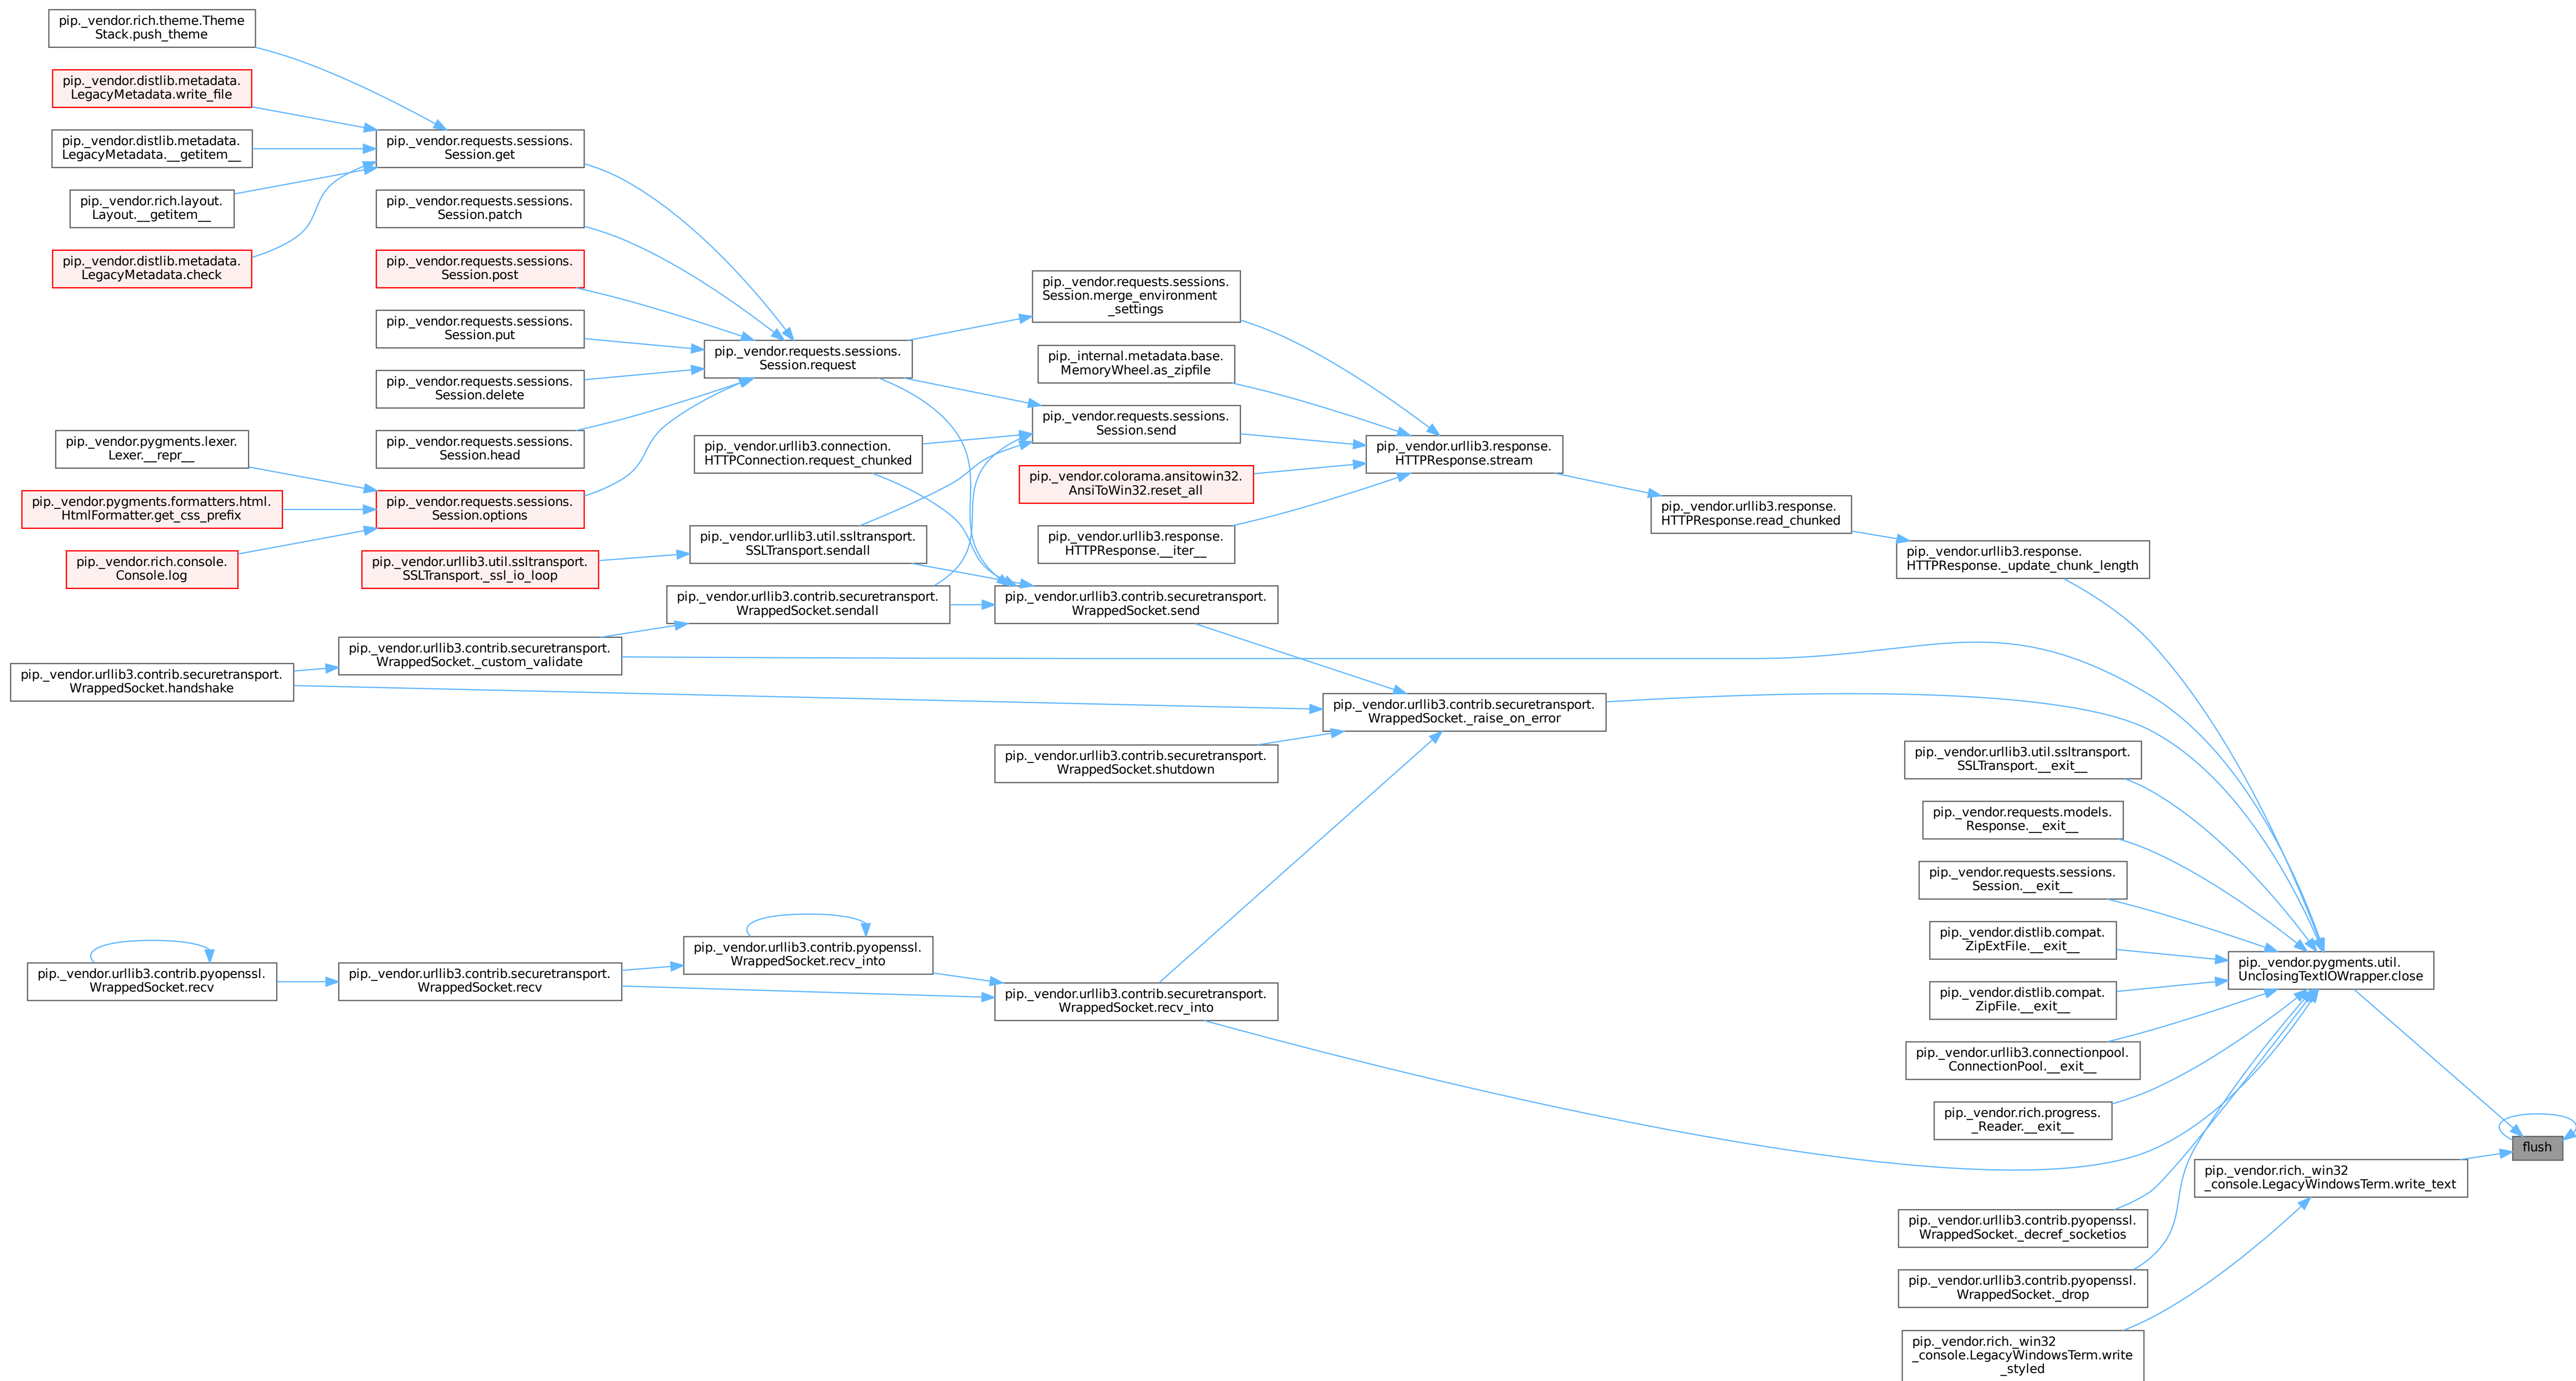 pip._vendor.rich.theme.Theme
Stack.push_theme
pip._vendor.distlib.metadata.
LegacyMetadata.write_file
pip._vendor.distlib.metadata.
LegacyMetadata.__getitem__
pip._vendor.rich.layout.
Layout.__getitem__
pip._vendor.distlib.metadata.
LegacyMetadata.check
pip._vendor.pygments.lexer.
Lexer.__repr__
pip._vendor.pygments.formatters.html.
HtmlFormatter.get_css_prefix
pip._vendor.rich.console.
Console.log
pip._vendor.urllib3.contrib.securetransport.
WrappedSocket.handshake
pip._vendor.urllib3.contrib.pyopenssl.
WrappedSocket.recv
pip._vendor.requests.sessions.
Session.get
pip._vendor.requests.sessions.
Session.patch
pip._vendor.requests.sessions.
Session.post
pip._vendor.requests.sessions.
Session.put
pip._vendor.requests.sessions.
Session.delete
pip._vendor.requests.sessions.
Session.head
pip._vendor.requests.sessions.
Session.options
pip._vendor.urllib3.util.ssltransport.
SSLTransport._ssl_io_loop
pip._vendor.urllib3.contrib.securetransport.
WrappedSocket._custom_validate
pip._vendor.urllib3.contrib.securetransport.
WrappedSocket.recv
pip._vendor.requests.sessions.
Session.request
pip._vendor.urllib3.connection.
HTTPConnection.request_chunked
pip._vendor.urllib3.util.ssltransport.
SSLTransport.sendall
pip._vendor.urllib3.contrib.securetransport.
WrappedSocket.sendall
pip._vendor.urllib3.contrib.pyopenssl.
WrappedSocket.recv_into
pip._vendor.requests.sessions.
Session.merge_environment
_settings
pip._internal.metadata.base.
MemoryWheel.as_zipfile
pip._vendor.requests.sessions.
Session.send
pip._vendor.colorama.ansitowin32.
AnsiToWin32.reset_all
pip._vendor.urllib3.response.
HTTPResponse.__iter__
pip._vendor.urllib3.contrib.securetransport.
WrappedSocket.send
pip._vendor.urllib3.contrib.securetransport.
WrappedSocket.shutdown
pip._vendor.urllib3.contrib.securetransport.
WrappedSocket.recv_into
pip._vendor.urllib3.response.
HTTPResponse.stream
pip._vendor.urllib3.contrib.securetransport.
WrappedSocket._raise_on_error
pip._vendor.urllib3.response.
HTTPResponse.read_chunked
pip._vendor.urllib3.response.
HTTPResponse._update_chunk_length
pip._vendor.urllib3.util.ssltransport.
SSLTransport.__exit__
pip._vendor.requests.models.
Response.__exit__
pip._vendor.requests.sessions.
Session.__exit__
pip._vendor.distlib.compat.
ZipExtFile.__exit__
pip._vendor.distlib.compat.
ZipFile.__exit__
pip._vendor.urllib3.connectionpool.
ConnectionPool.__exit__
pip._vendor.rich.progress.
_Reader.__exit__
pip._vendor.urllib3.contrib.pyopenssl.
WrappedSocket._decref_socketios
pip._vendor.urllib3.contrib.pyopenssl.
WrappedSocket._drop
pip._vendor.rich._win32
_console.LegacyWindowsTerm.write
_styled
pip._vendor.pygments.util.
UnclosingTextIOWrapper.close
pip._vendor.rich._win32
_console.LegacyWindowsTerm.write_text
flush